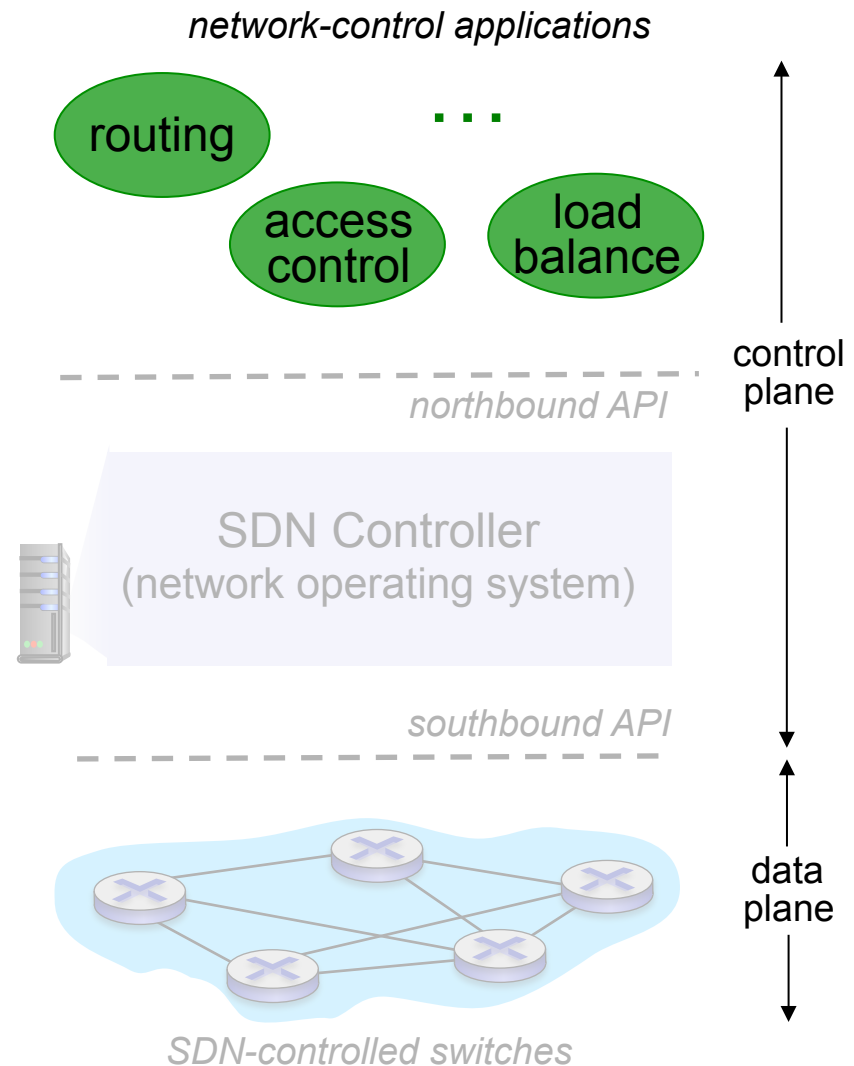 network-control applications
routing
...
access
control
load
balance
control
plane
northbound API
SDN Controller
(network operating system)
southbound API
data
plane
SDN-controlled switches